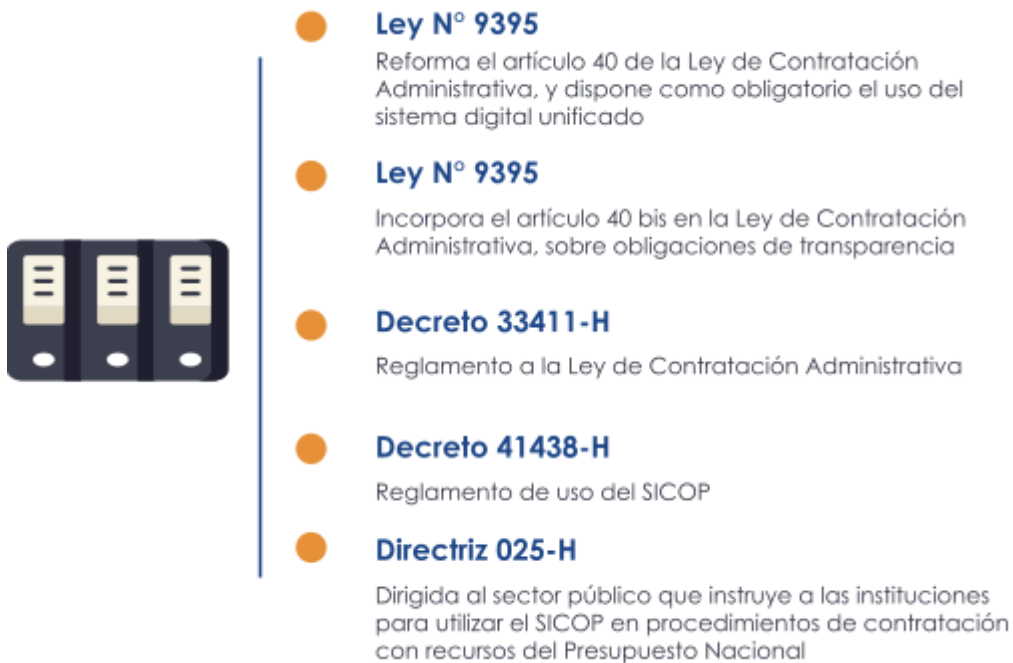 Ley N° 9395
Reforma el artículo 40 de la Ley de Contratación
Administrativa, y dispone como obligatorio el uso del
sistema digital unificado
Ley N° 9395
Incorpora el artículo 40 bis en la Ley de Contratación
Administrativa, sobre obligaciones de transparencia
Decreto 33411-H
Reglamento a la Ley de Contratación Administrativa
Decreto 41438-H
Reglamento de uso del SICOP
Directriz 025-H
Dirigida al sector público que instruye a las instituciones
para utilizar el SICOP en procedimientos de contratación
con recursos del Presupuesto Nacional